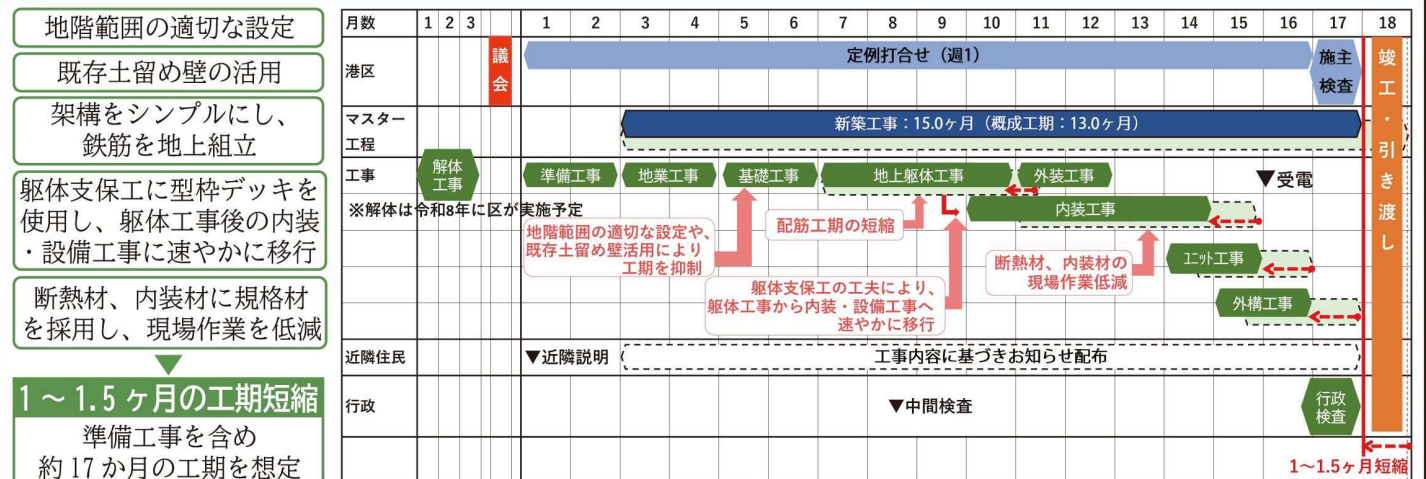 地階範囲の適切な設定
既存土留め壁の活用
架構をシンプルにし、
鉄筋を地上組立
躯体支保工に型枠デッキを
使用し、躯体工事後の内装
・設備工事に速やかに移行
断熱材、内装材に規格材
を採用し、現場作業を低減
1～1.5ヶ月の工期短縮
準備工事を含め
約17か月の工期を想定
月数 1 2 3 1 2 3 4 5 6 7 8 9 10 11 12 13 14 15 16 17 18
港区
議会
定例打合せ（週1）
施主
検査
竣工・引き渡し
マスター
工程
新築工事：15.0ヶ月（概成工期：13.0ヶ月）
工事
解体
工事
準備工事
地業工事
基礎工事
地上躯体工事
外装工事
▼受電
※解体は令和8年に区が実施予定
内装工事
地階範囲の適切な設定や、
既存土留め壁活用により
工期を抑制
配筋工期の短縮
躯体支保工の工夫により、
躯体工事から内装・設備工事へ
速やかに移行
断熱材、内装材の
現場作業低減
ユニット工事
外構工事
近隣住民
▼近隣説明
工事内容に基づきお知らせ配布
行政
▼中間検査
行政
検査
1～1.5ヶ月短縮